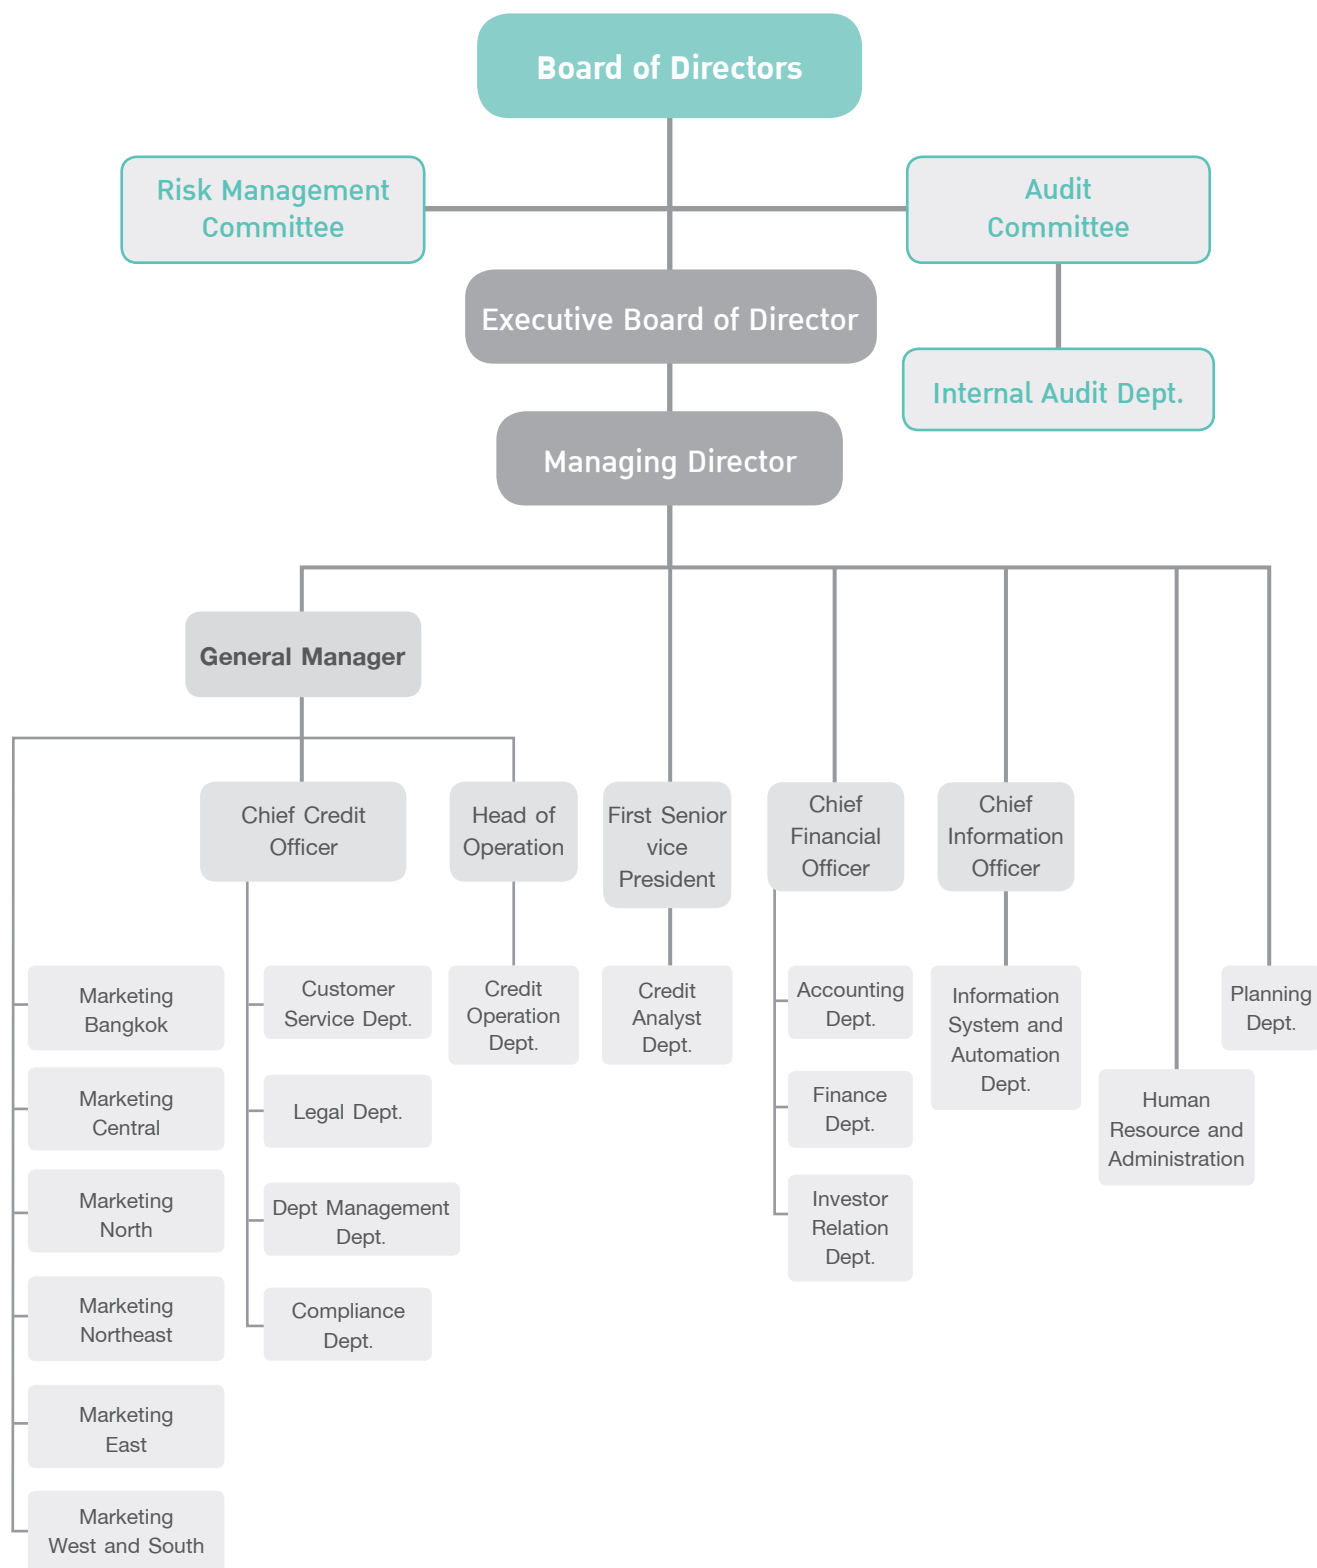 Board of Directors
Risk Management
Committee
Audit
Committee
Executive Board of Director
Internal Audit Dept.
Managing Director
General Manager
Chief Credit
Officer
Head of
Operation
First Senior
vice
President
Chief
Financial
Officer
Chief
Information
Officer
Marketing
Bangkok
Marketing
Central
Marketing
North
Marketing
Northeast
Marketing
East
Marketing
West and South
Customer
Service Dept.
Legal Dept.
Dept Management
Dept.
Compliance
Dept.
Credit
Operation
Dept.
Credit
Analyst
Dept.
Accounting
Dept.
Finance
Dept.
Investor
Relation
Dept.
Information
System and
Automation
Dept.
Human
Resource and
Administration
Planning
Dept.